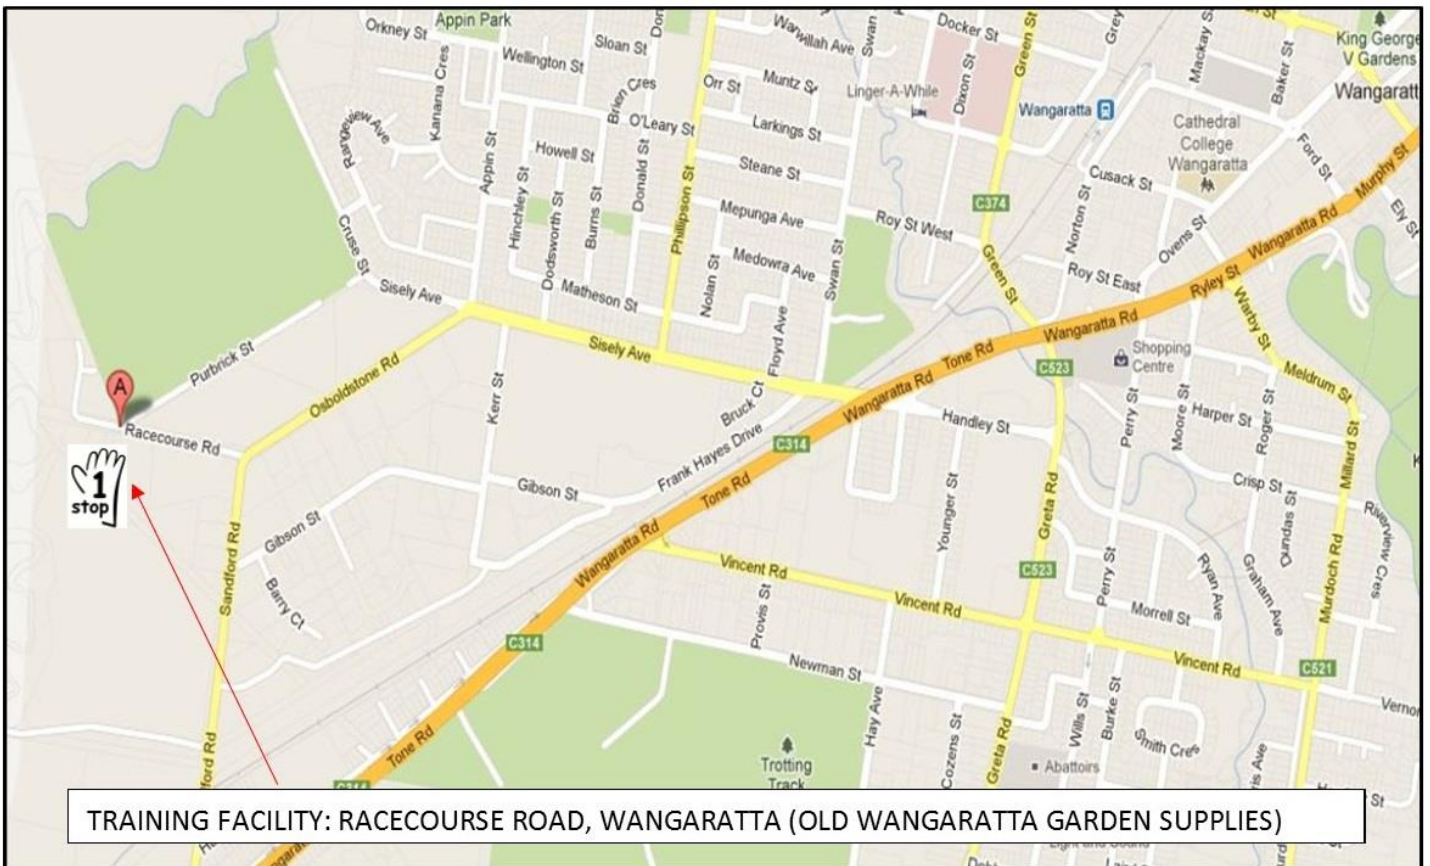 Appin Park
Orkney St
Docker St
King George
V Gardens
Wangaratt
Sloan St
Wellington St
Kanana Cres
Green St
Mackay S
Baker St
Swan
Muntz S
Orr St
Brien Cres
Linger-A-While
Dixon St
Wangaratta
Rangeview Ave
O'Leary St
Larkings St
Cathedral
College
Wangaratta
Ford St
Howell St
Steane St
Appin St
Hinchley St
Donald St
Phillipson St
Cusack St
Murphy St
Ely St
Dodsworth St
Burns St
Mepunga Ave
Roy St West
C374
Norton St
Ovens St
Wangaratta Rd
Cruse St
Medowra Ave
Nolan St
Swan St
Green St
Roy St East
Ryley St
Sisely Ave
Matheson St
Floyd Ave
Wangaratta Rd
Warby St
Sisely Ave
Tone Rd
Shopping
Centre
C523
Purbrick St
Osboldstone Rd
Kerr St
Bruck Ct
Wangaratta Rd
Meldrum St
A
Racecourse Rd
Handley St
Perry St
Moore St
Harper St
Roger St
Millard St
C314
Frank Hayes Drive
1
stop
Gibson St
Tone Rd
Crisp St
Gibson St
Younger St
Greta Rd
Dundas St
Riverview Cres
Wangaratta Rd
Sandford Rd
Barry Ct
Vincent Rd
C523
Perry St
Ryan Ave
Graham Ave
Murdoch Rd
Provis St
Vincent Rd
Morrell St
C314
Newman St
Vincent Rd
C521
Hay Ave
Wills St
Burke St
Verno
Tone Rd
Cozens St
Greta Rd
Smith Cres
ford Rd
Trotting
Track
Abattoirs
TRAINING FACILITY: RACECOURSE ROAD, WANGARATTA (OLD WANGARATTA GARDEN SUPPLIES)